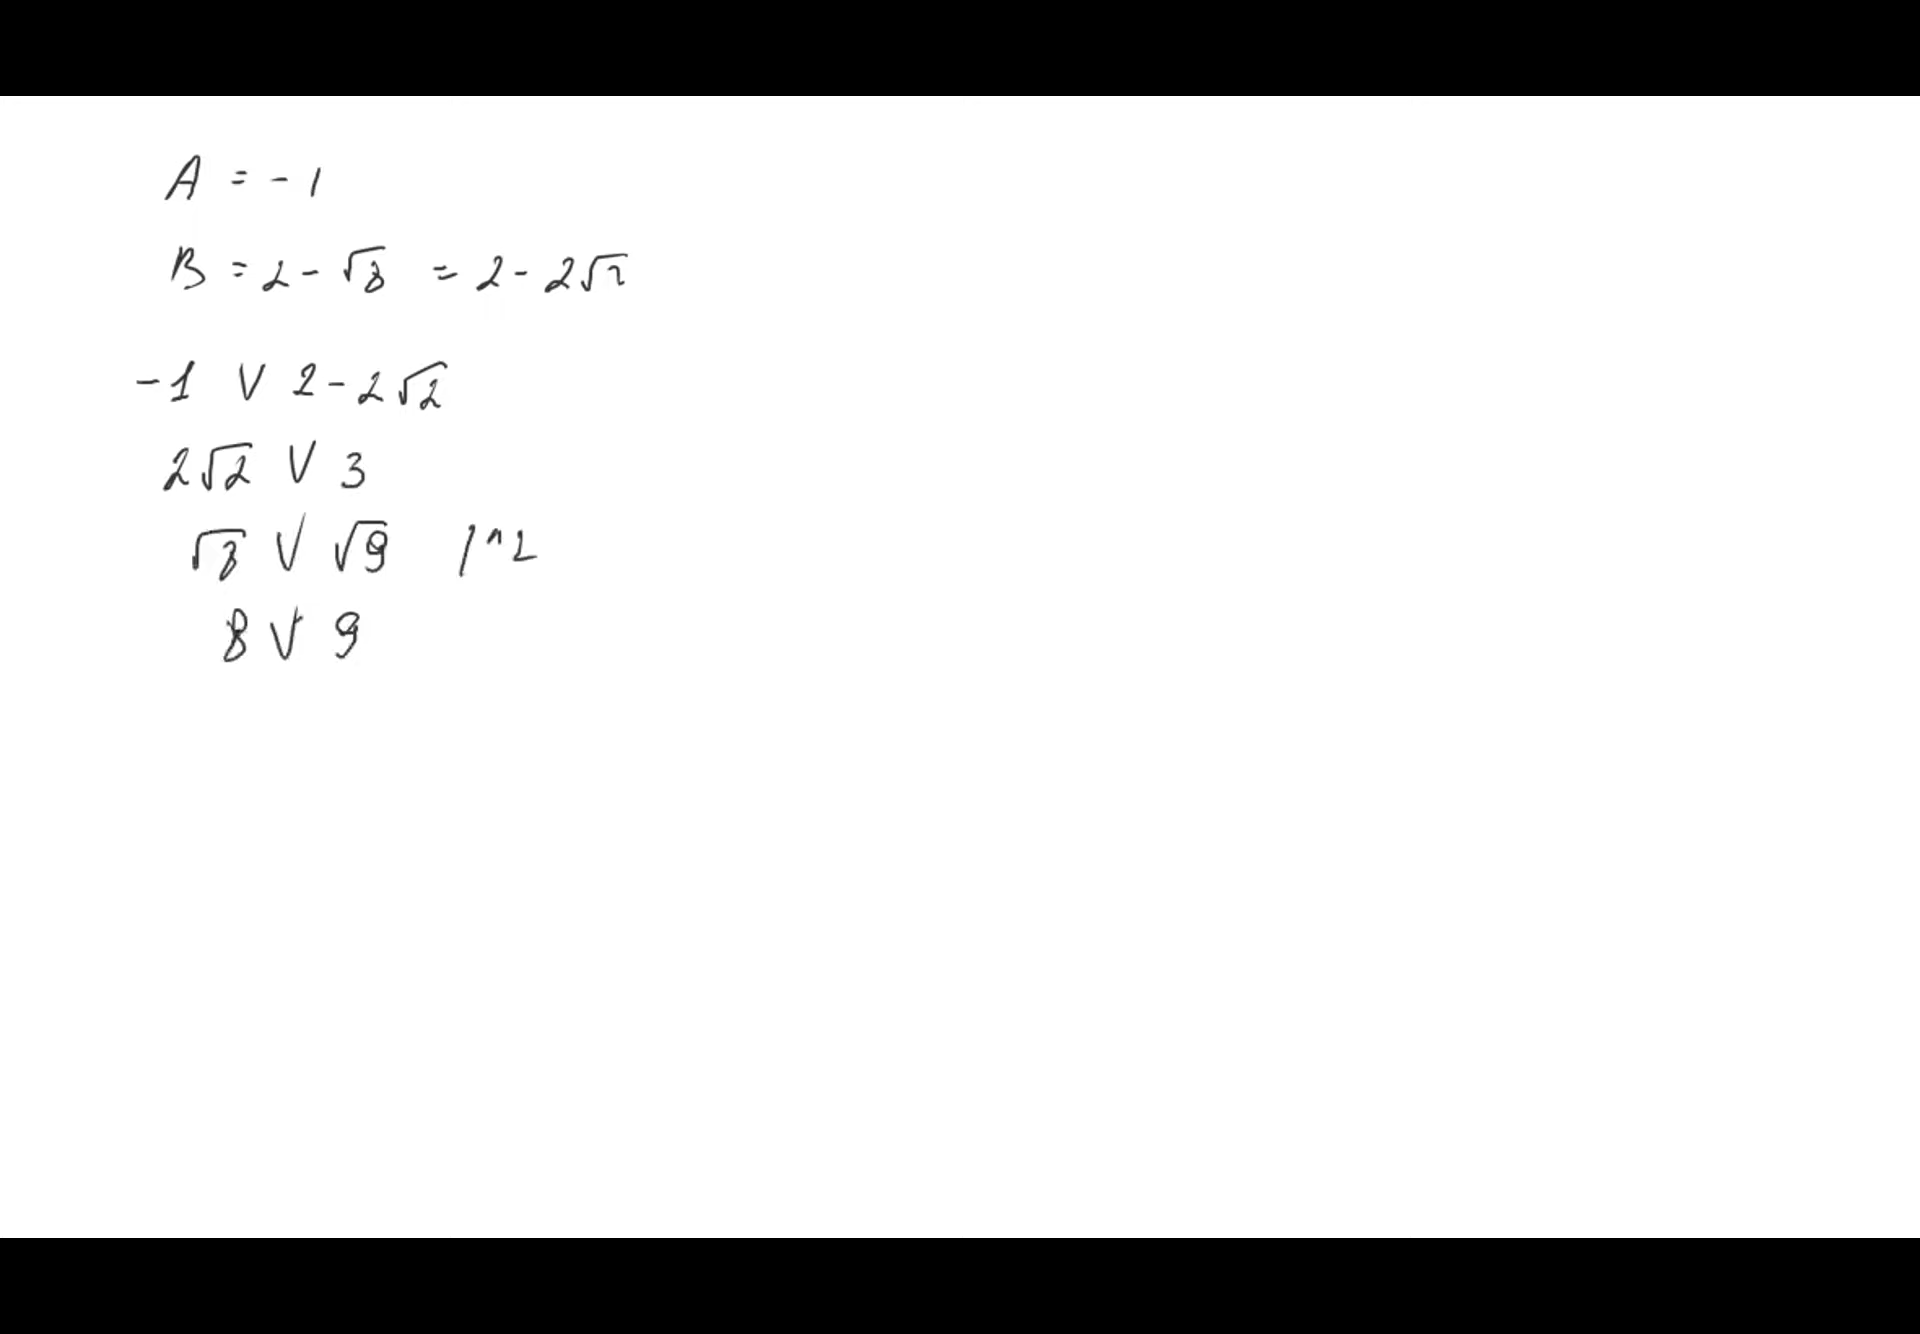 A = - 1
B = 2 - √8 = 2 - 2√2
-1 V 2 - 2√2
2√2 V 3
√8 V √9 |^2
8 V 9